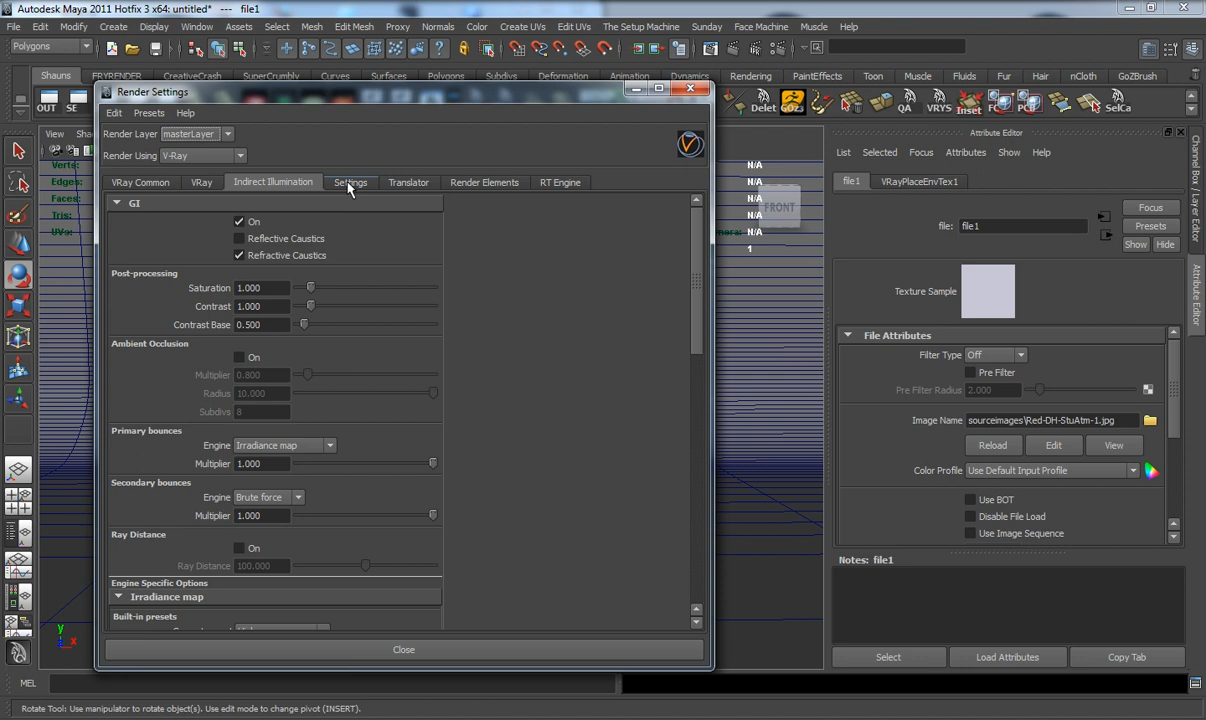 Autodesk Maya 2011 Hotfix 3 x64: untitled* --- file1
File Edit Modify Create Display Window Assets Select Mesh Edit Mesh Proxy Normals Color Create UVs Edit UVs The Setup Machine Sunday Face Machine Muscle Help
Polygons
Shauns FRYRENDER CreativeCrash SuperCrumbly Curves Surfaces Polygons Subdivs Deformation Animation Dynamics Rendering PaintEffects Toon Muscle Fluids Fur Hair nCloth GoZBrush
OUT SE Delet GOz3 QA VRYS Inset SelCa
Render Settings
Edit Presets Help
Render Layer masterLayer
Render Using V-Ray
VRay Common VRay Indirect Illumination Settings Translator Render Elements RT Engine
GI
On
Reflective Caustics
Refractive Caustics
Post-processing
Saturation 1.000
Contrast 1.000
Contrast Base 0.500
Ambient Occlusion
On
Multiplier 0.800
Radius 10.000
Subdivs 8
Primary bounces
Engine Irradiance map
Multiplier 1.000
Secondary bounces
Engine Brute force
Multiplier 1.000
Ray Distance
On
Ray Distance 100.000
Engine Specific Options
Irradiance map
Built-in presets
Close
View
Verts:
Edges:
Faces:
Tris:
UVs:
N/A
N/A
N/A
N/A
N/A
1
FRONT
y
x
Attribute Editor
List Selected Focus Attributes Show Help
file1 VRayPlaceEnvTex1
file: file1
Focus
Presets
Show Hide
Texture Sample
File Attributes
Filter Type Off
Pre Filter
Pre Filter Radius 2.000
Image Name sourceimages\Red-DH-StuAtm-1.jpg
Reload Edit View
Color Profile Use Default Input Profile
Use BOT
Disable File Load
Use Image Sequence
Notes: file1
Select Load Attributes Copy Tab
Channel Box / Layer Editor
Attribute Editor
MEL
Rotate Tool: Use manipulator to rotate object(s). Use edit mode to change pivot (INSERT).